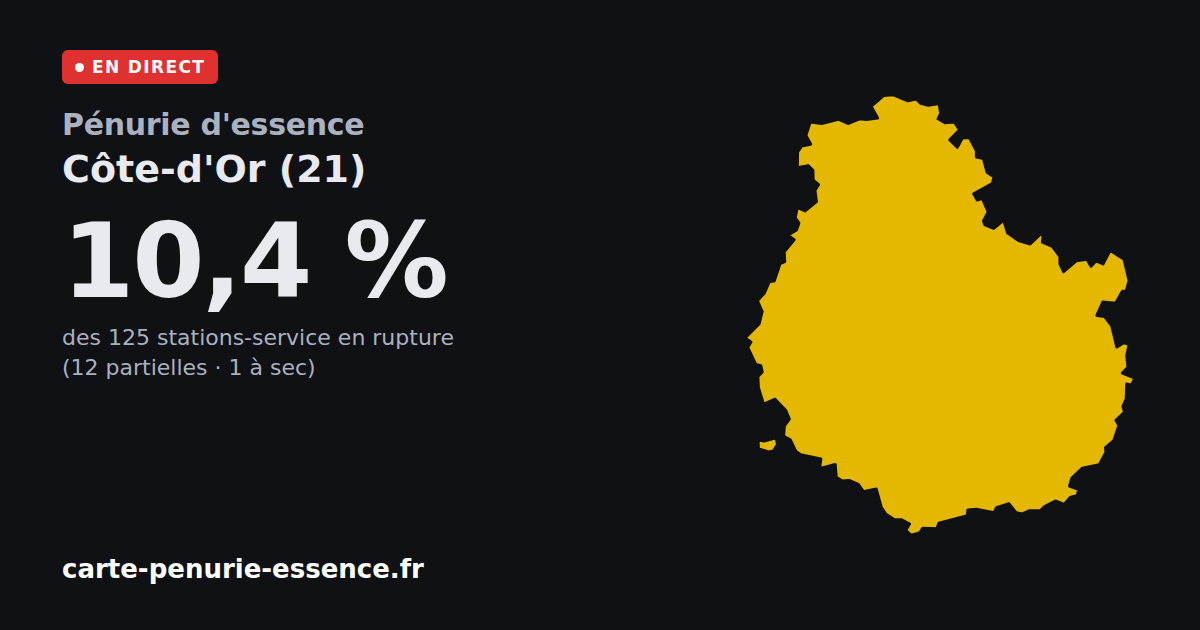 EN DIRECT
Pénurie d'essence
Côte-d'Or (21)
10,4 %
des 125 stations-service en rupture
(12 partielles · 1 à sec)
carte-penurie-essence.fr